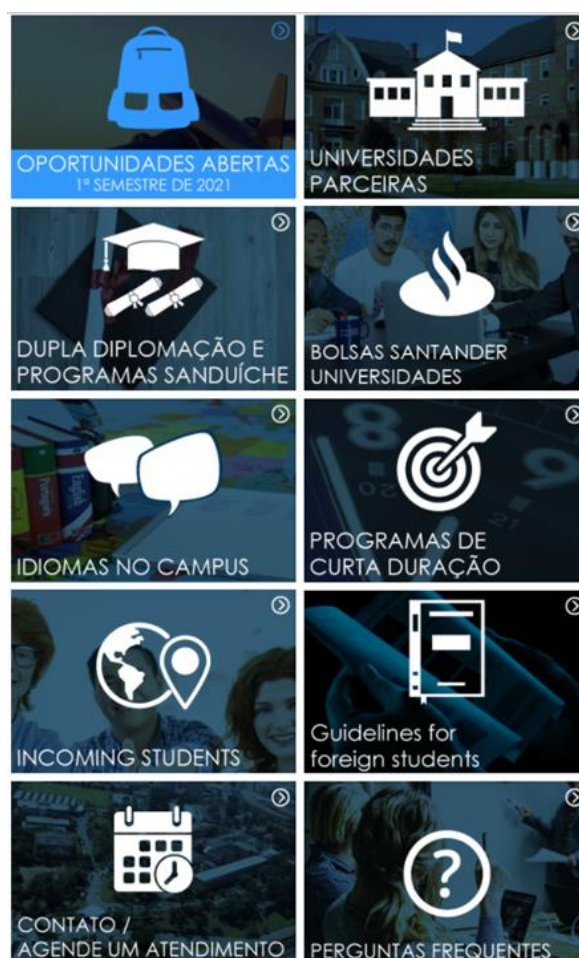 OPORTUNIDADES ABERTAS
1º SEMESTRE DE 2021
UNIVERSIDADES
PARCEIRAS
DUPLA DIPLOMAÇÃO E
PROGRAMAS SANDUÍCHE
BOLSAS SANTANDER
UNIVERSIDADES
IDIOMAS NO CAMPUS
PROGRAMAS DE
CURTA DURAÇÃO
INCOMING STUDENTS
Guidelines for
foreign students
CONTATO /
AGENDE UM ATENDIMENTO
?
PERGUNTAS FREQUENTES